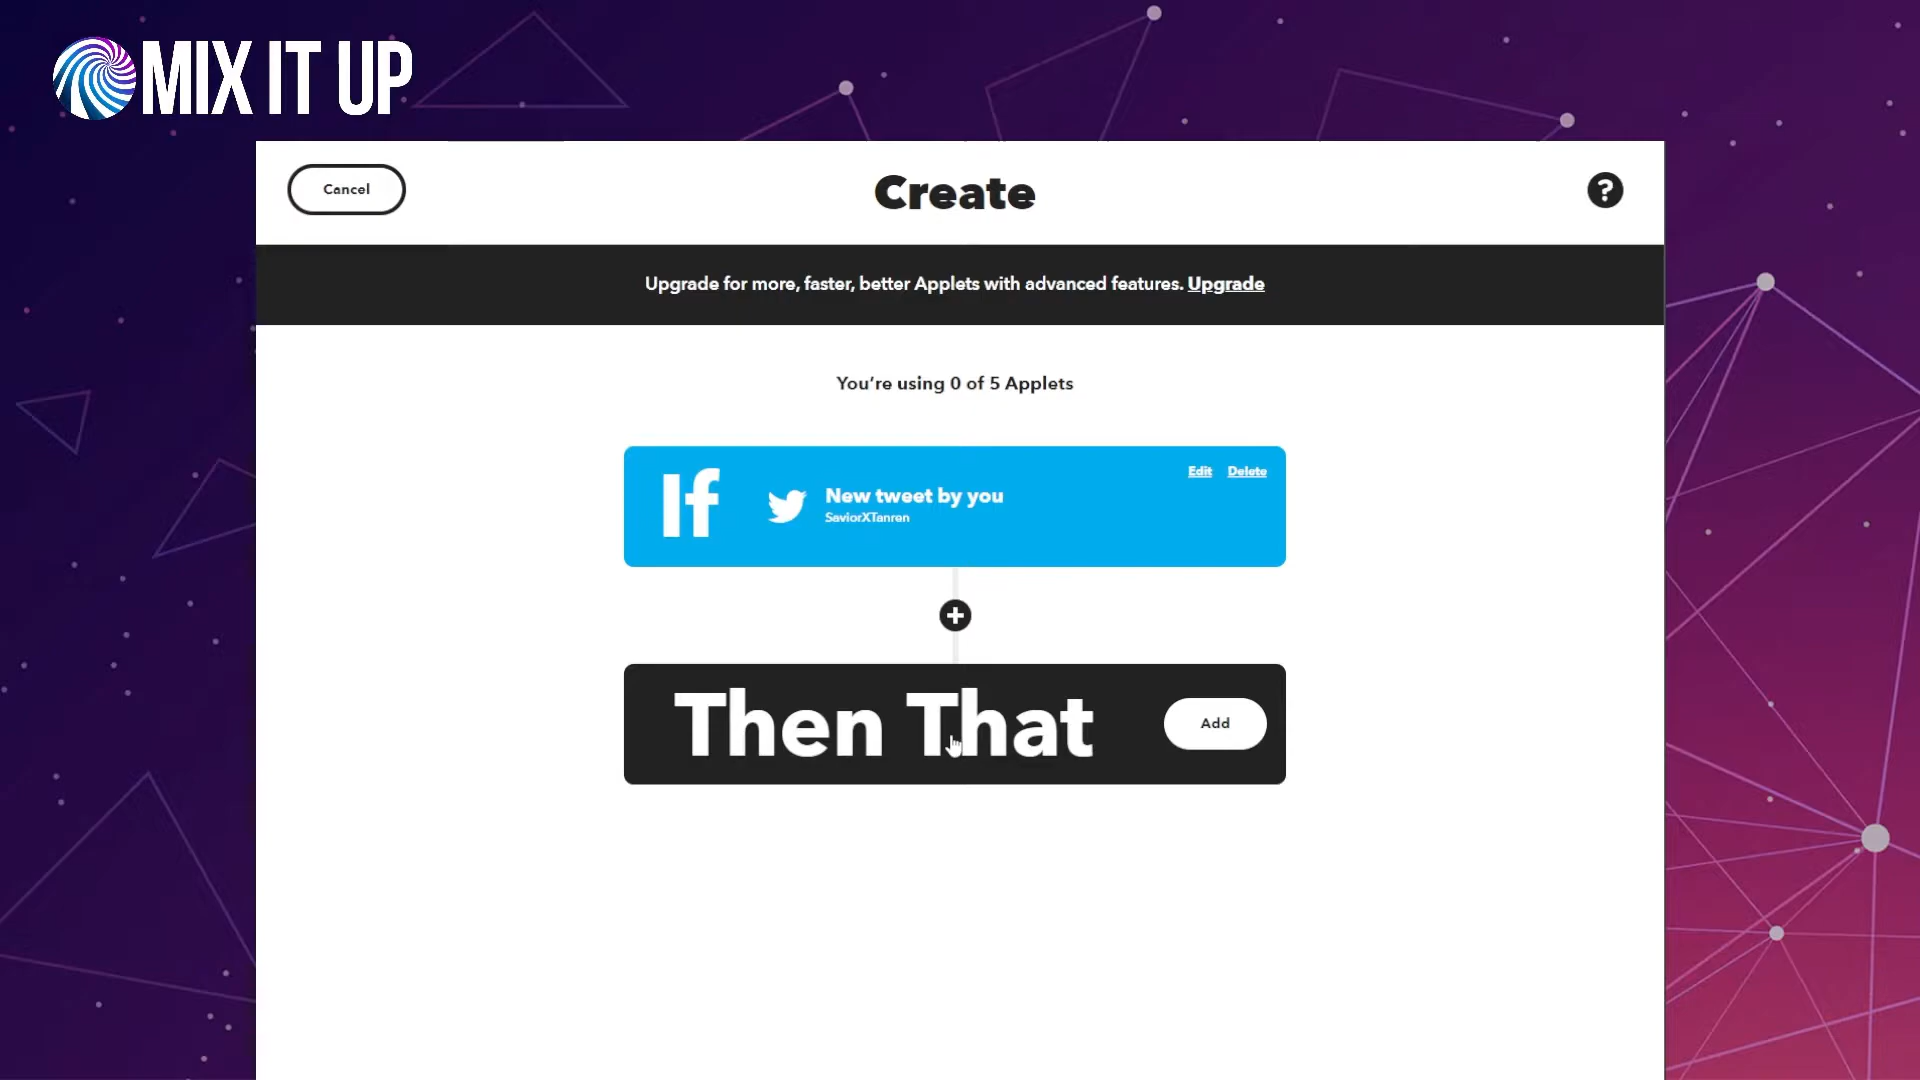 MIX IT UP
Cancel
Create
?
Upgrade for more, faster, better Applets with advanced features. Upgrade
You're using 0 of 5 Applets
Edit Delete
If
New tweet by you
SaviorXTanren
Then That
Add